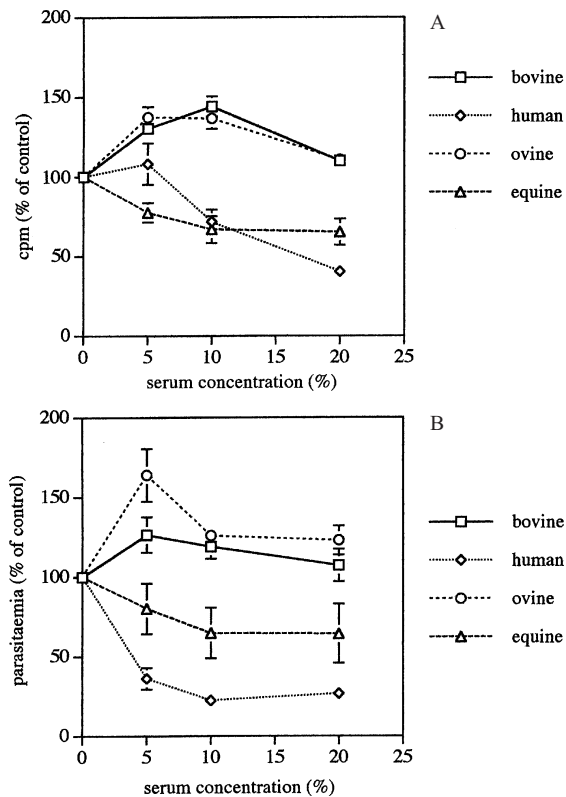 A
200
150
100
50
0
cpm (% of control)
0 5 10 15 20 25
serum concentration (%)
bovine
human
ovine
equine
B
200
150
100
50
0
parasitaemia (% of control)
0 5 10 15 20 25
serum concentration (%)
bovine
human
ovine
equine